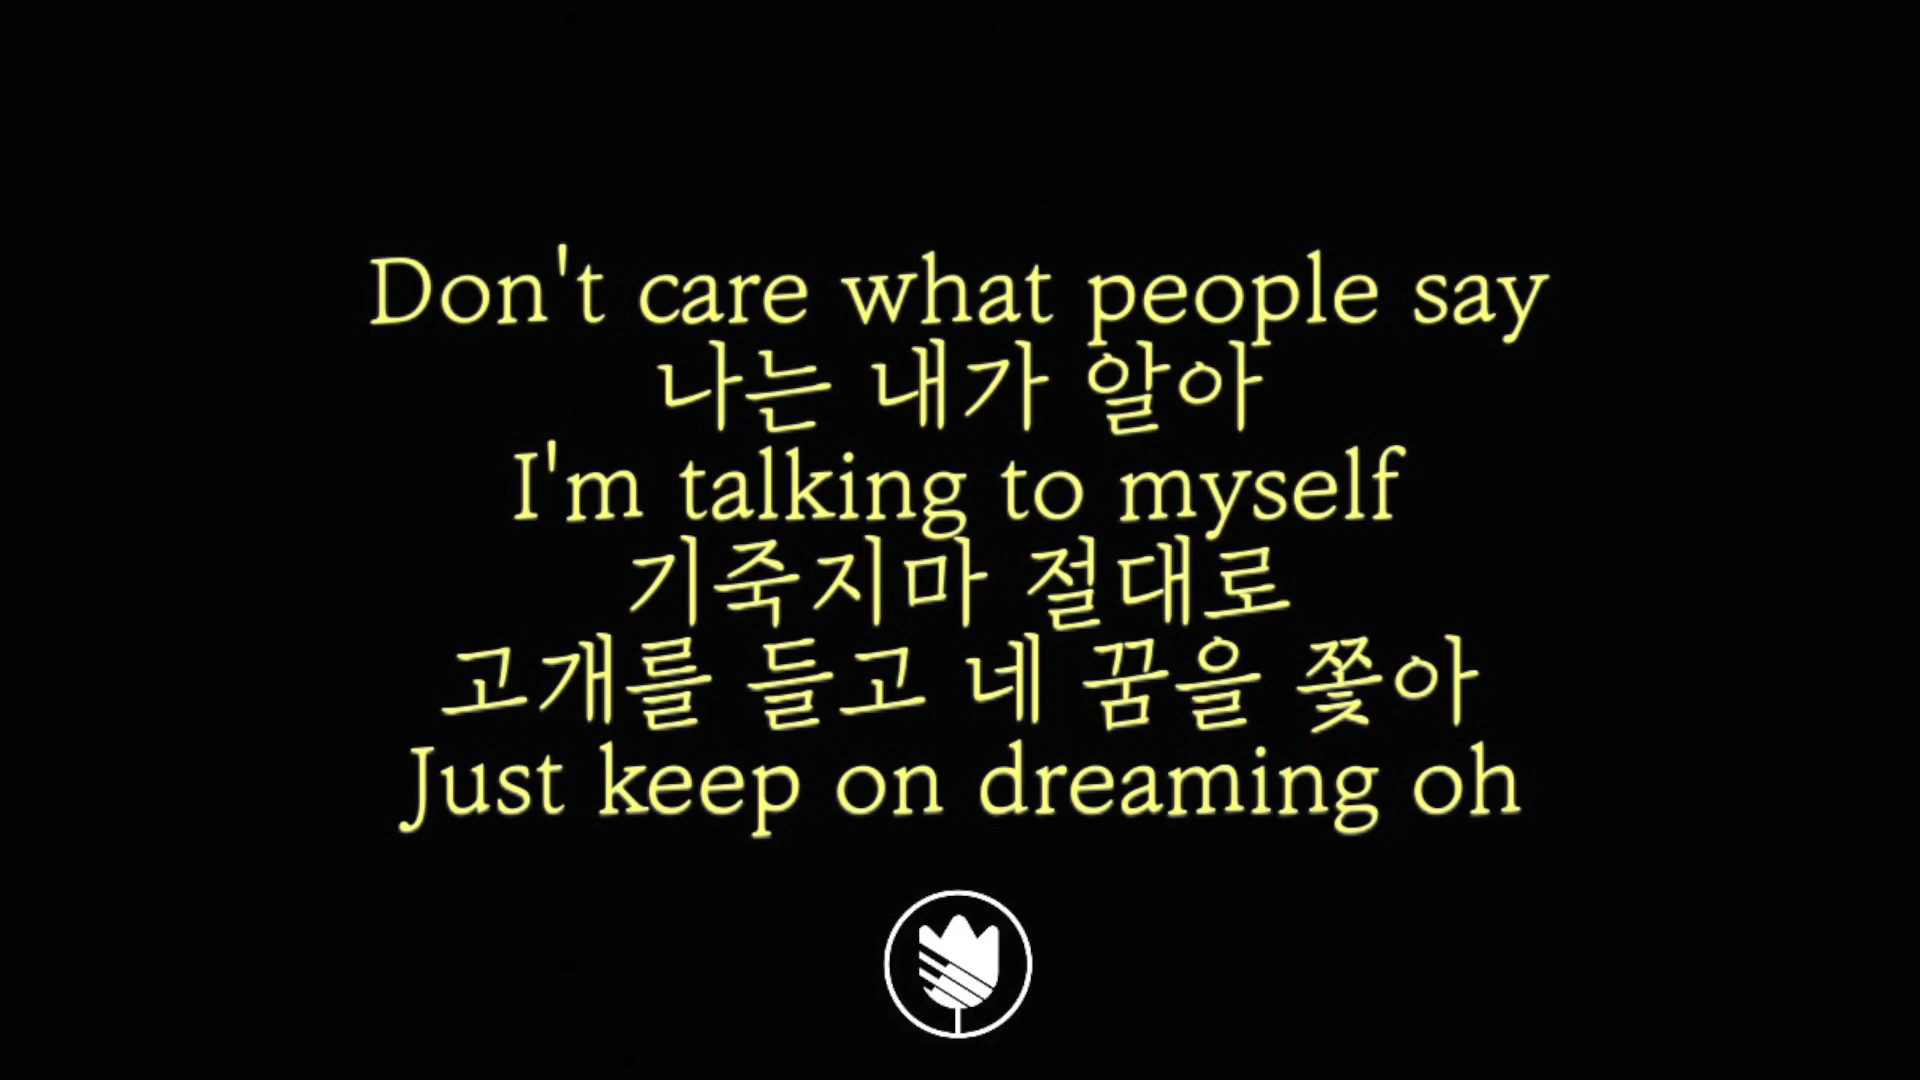 Don't care what people say
나는 내가 알아
I'm talking to myself
기죽지마 절대로
고개를 들고 네 꿈을 쫓아
Just keep on dreaming oh